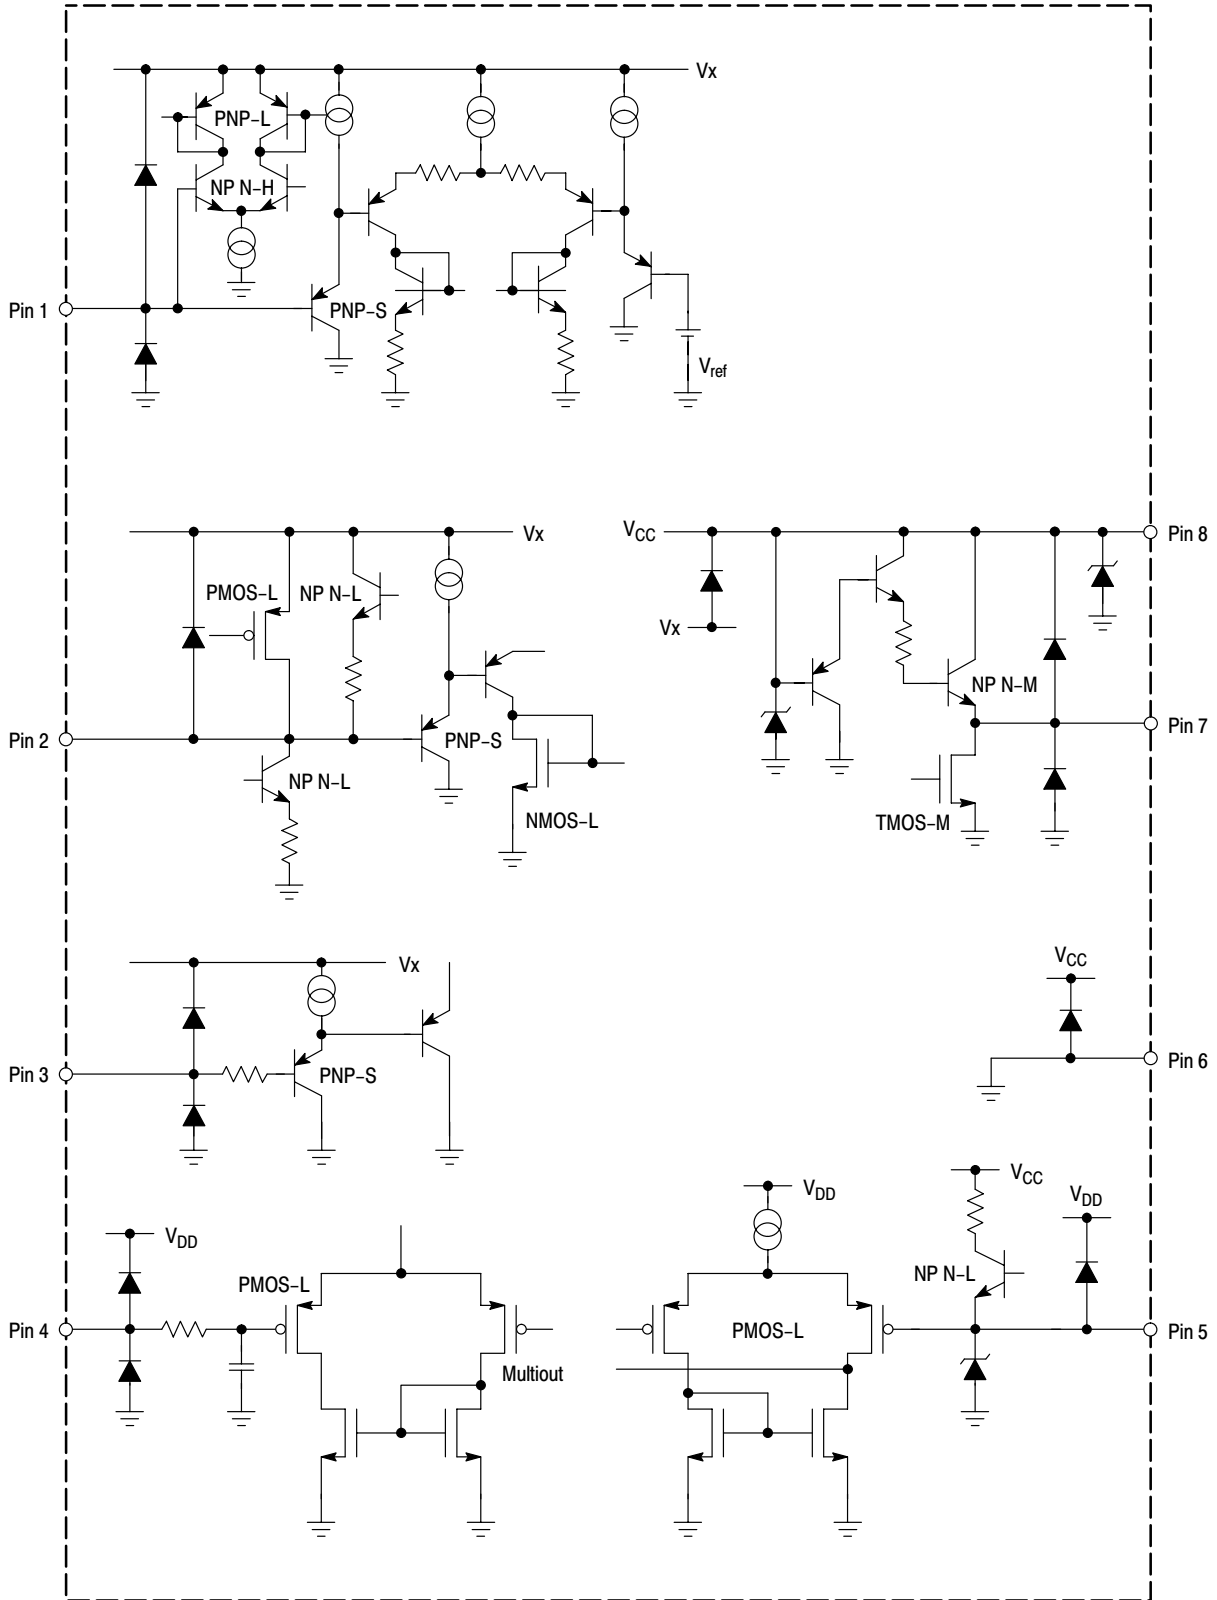 Vx
PNP-L
NP N-H
Pin 1
PNP-S
Vref
Vx
VCC
Pin 8
PMOS-L
NP N-L
Vx
NP N-M
Pin 2
PNP-S
Pin 7
NP N-L
NMOS-L
TMOS-M
Vx
VCC
Pin 3
PNP-S
Pin 6
VDD
VCC
VDD
VDD
PMOS-L
NP N-L
Pin 4
PMOS-L
Pin 5
Multiout